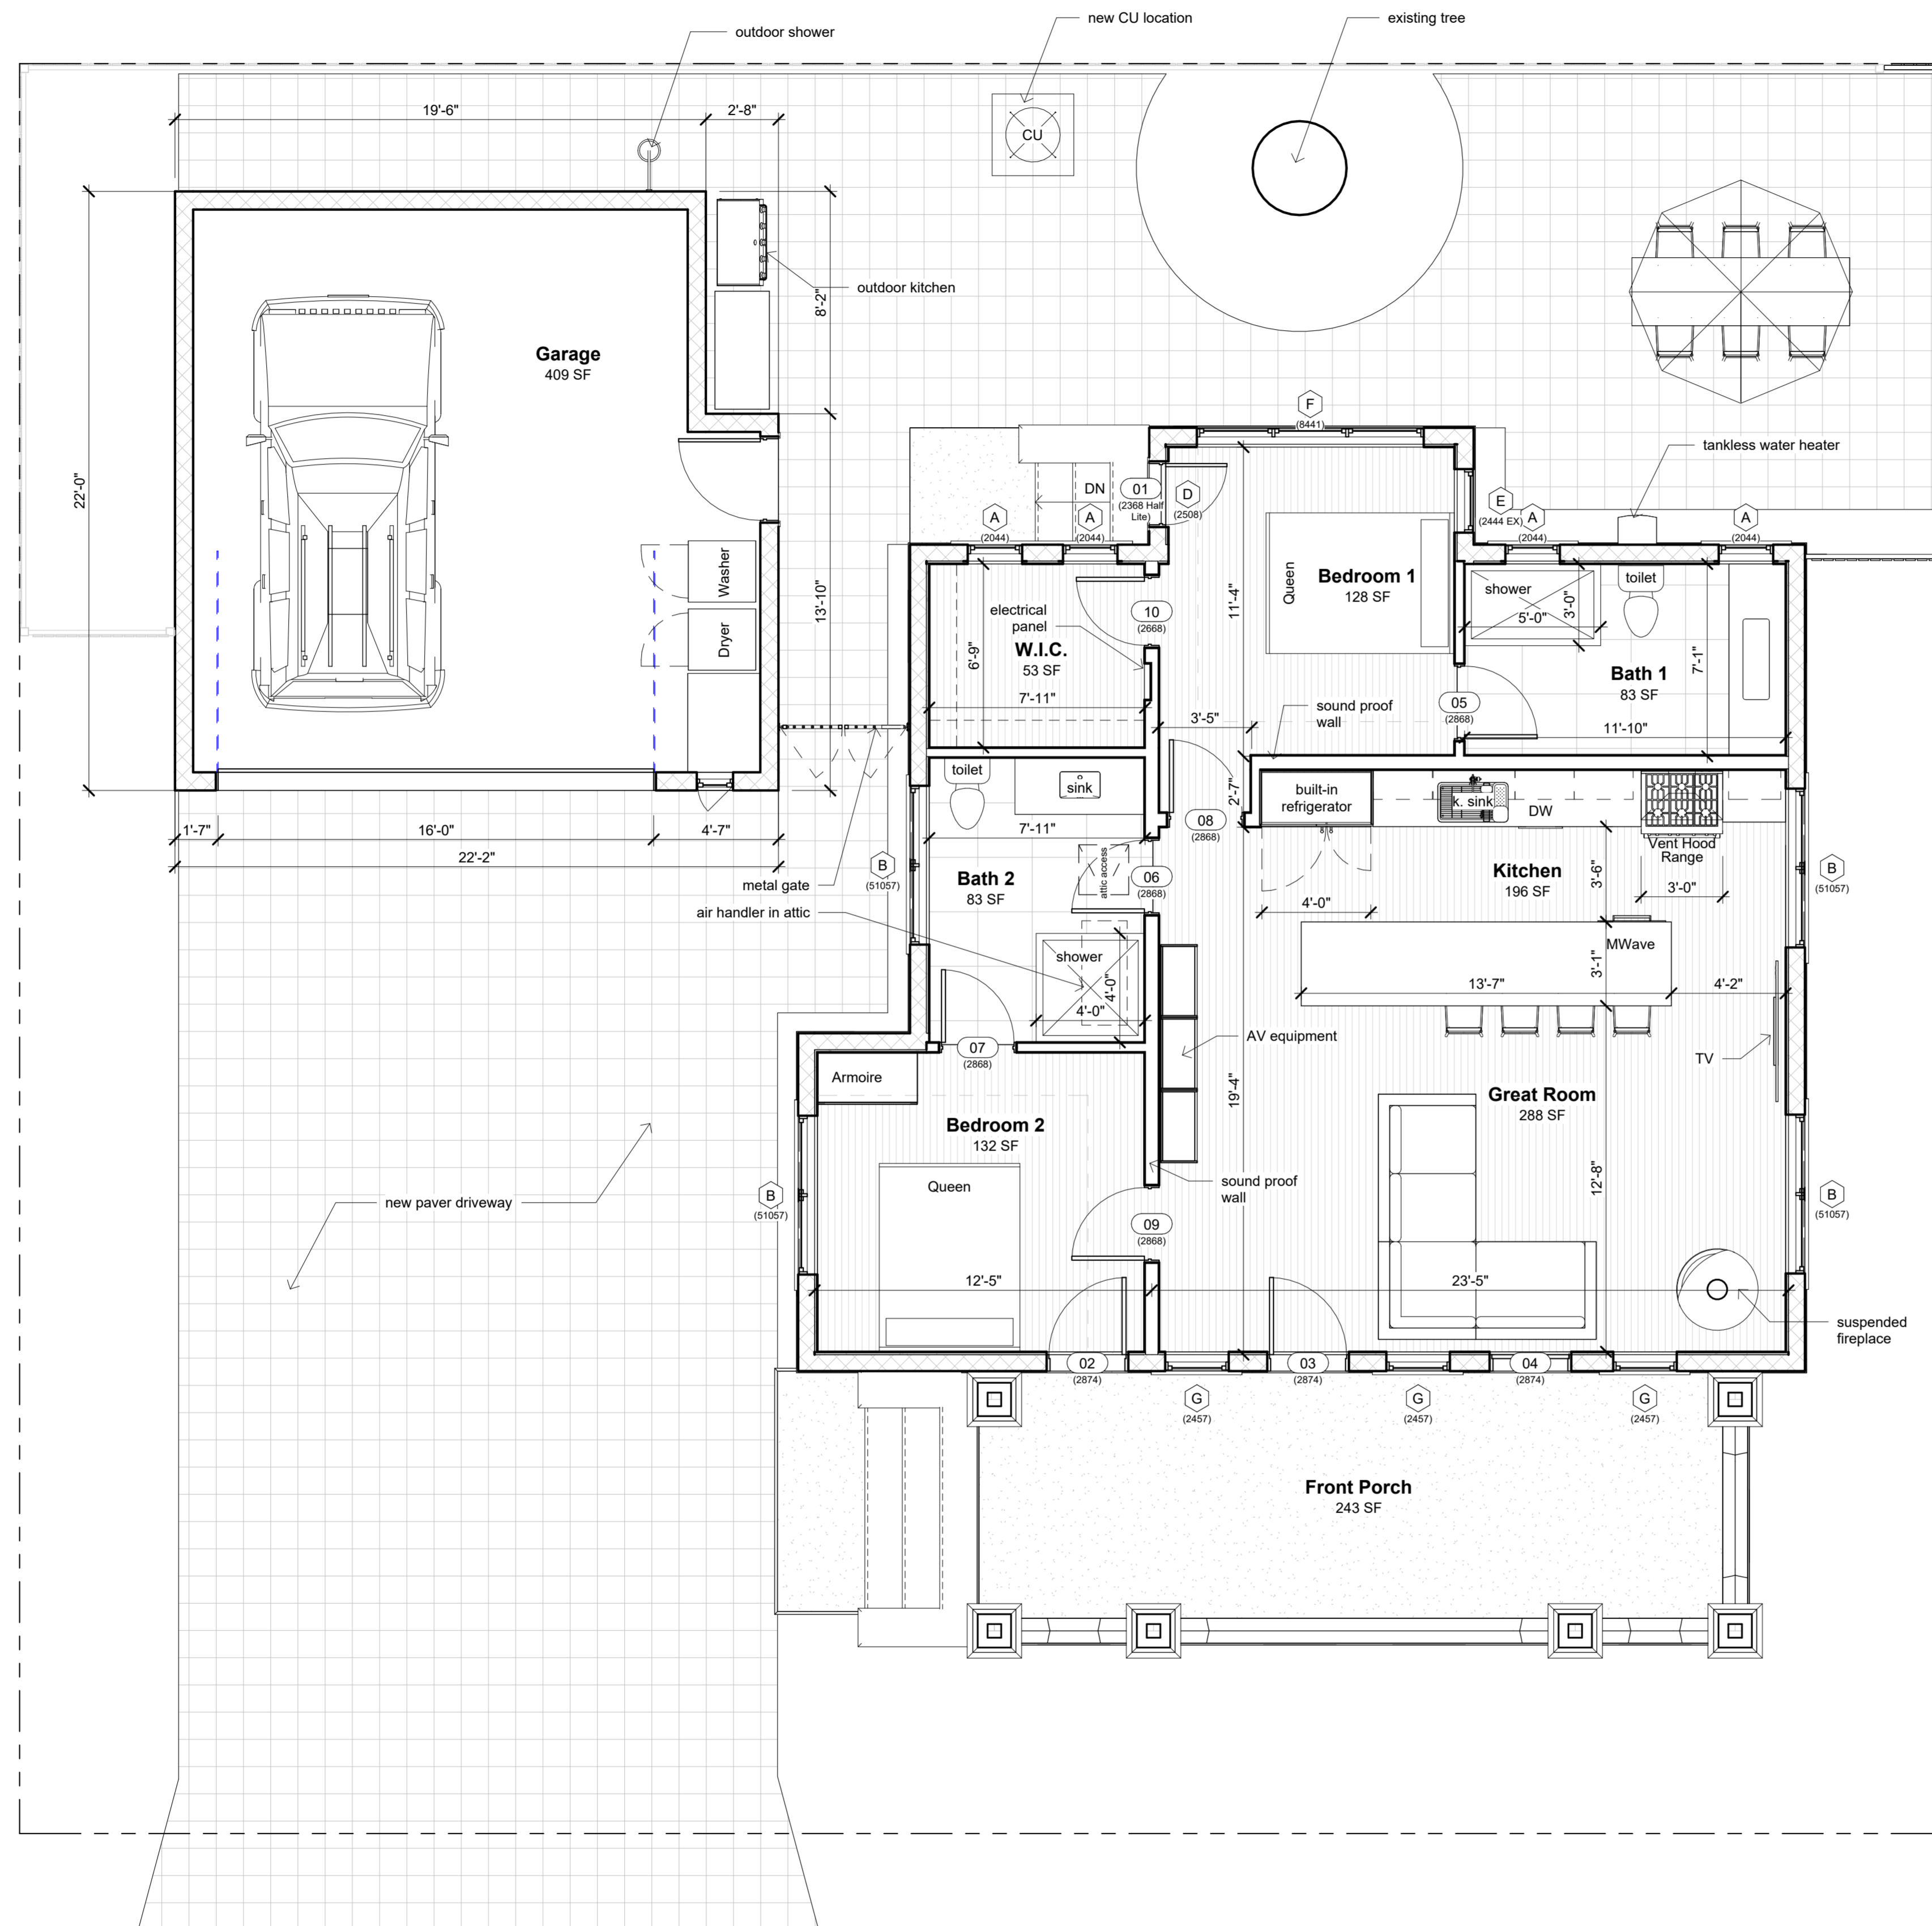 new CU location
existing tree
outdoor shower
19'-6"
2'-8"
CU
outdoor kitchen
8'-2"
Garage
409 SF
22'-0"
F
(8441)
tankless water heater
DN
01
(2368 Half
Lite)
D
(2508)
E
(2444 EX)
A
(2044)
A
(2044)
A
(2044)
A
(2044)
Washer
Dryer
13'-10"
electrical
panel
W.I.C.
53 SF
6'-9"
7'-11"
10
(2668)
11'-4"
Queen
Bedroom 1
128 SF
shower
5'-0"
3'-0"
toilet
Bath 1
83 SF
7'-1"
11'-10"
05
(2868)
sound proof
wall
3'-5"
2'-7"
toilet
sink
7'-11"
08
(2868)
built-in
refrigerator
k. sink
DW
Vent Hood
Range
3'-0"
1'-7"
16'-0"
4'-7"
22'-2"
metal gate
air handler in attic
B
(51057)
Bath 2
83 SF
attic access
06
(2868)
Kitchen
196 SF
3'-6"
4'-0"
B
(51057)
MWave
3'-1"
13'-7"
4'-2"
shower
4'-0"
4'-0"
AV equipment
TV
07
(2868)
Armoire
19'-4"
Great Room
288 SF
Bedroom 2
132 SF
new paver driveway
B
(51057)
Queen
sound proof
wall
12'-8"
B
(51057)
09
(2868)
12'-5"
23'-5"
suspended
fireplace
02
(2874)
03
(2874)
04
(2874)
G
(2457)
G
(2457)
G
(2457)
Front Porch
243 SF